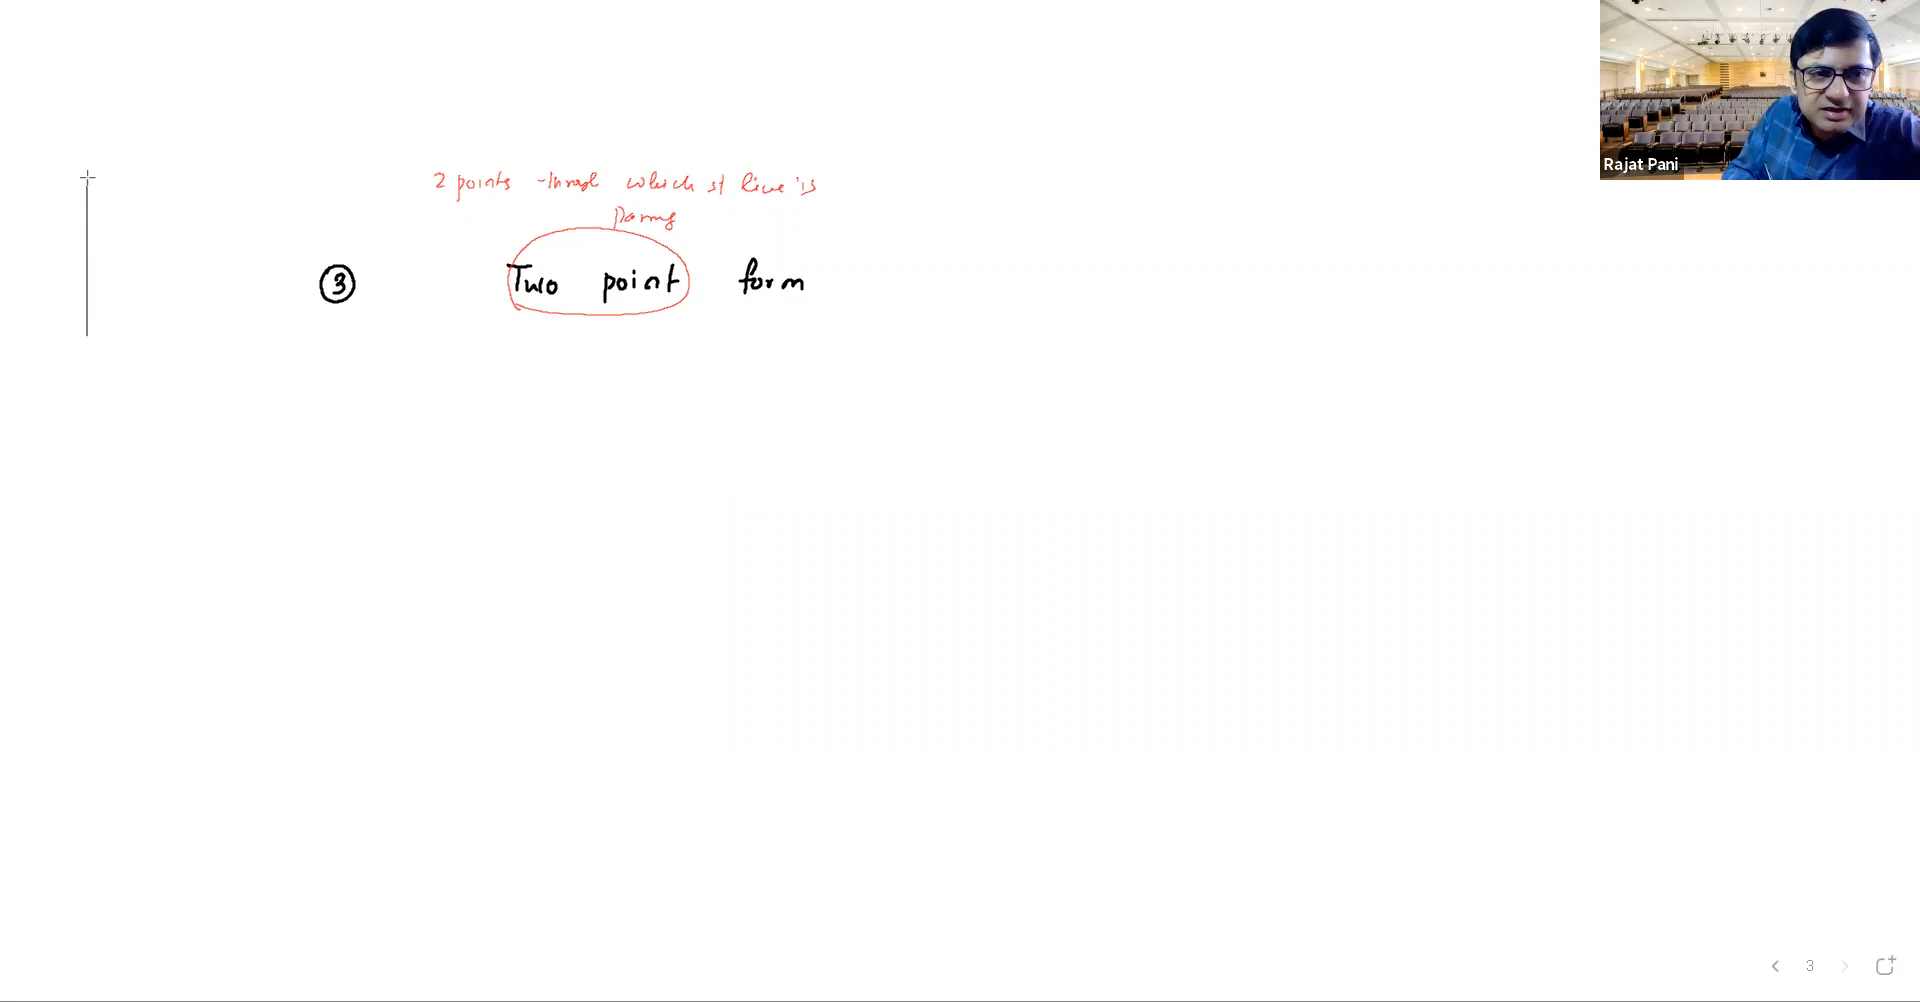 Rajat Pani
2 points through which st line is
passing
3 Two point form
3